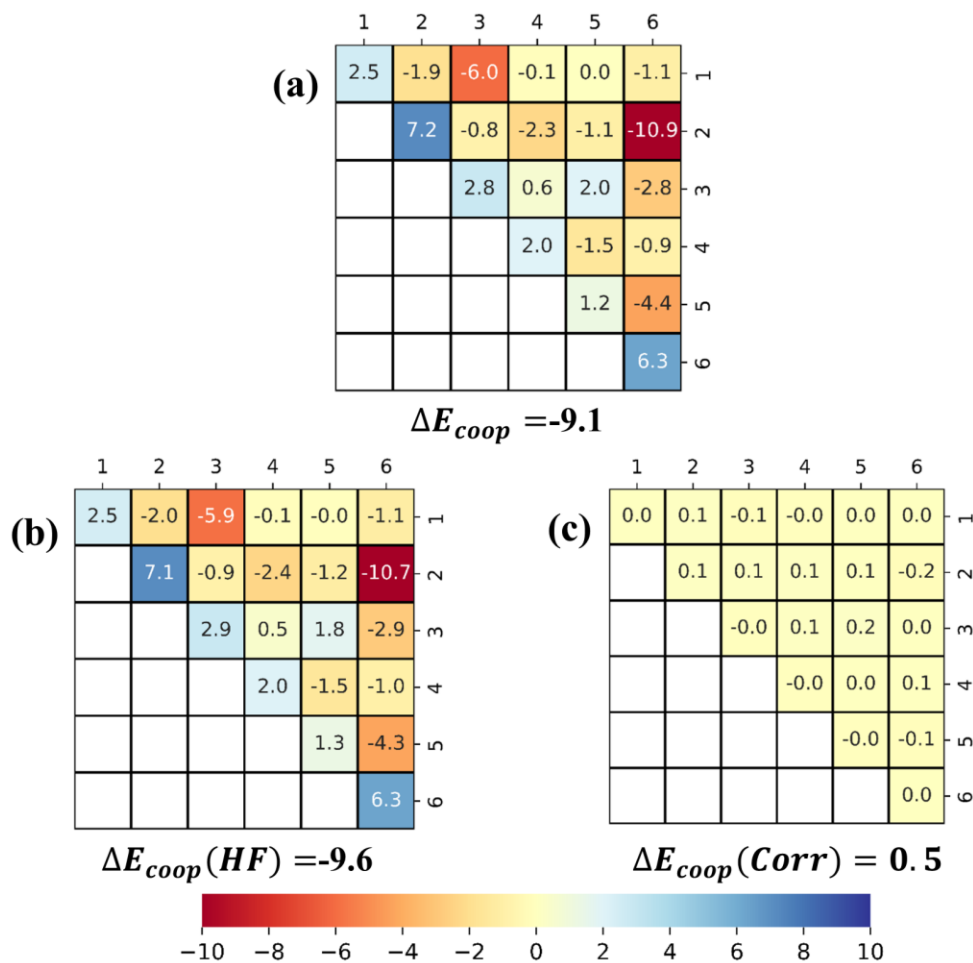 1 2 3 4 5 6
(a)
2.5 -1.9 -6.0 -0.1 0.0 -1.1 1
7.2 -0.8 -2.3 -1.1 -10.9 2
2.8 0.6 2.0 -2.8 3
2.0 -1.5 -0.9 4
1.2 -4.4 5
6.3 6
ΔE_coop =-9.1
1 2 3 4 5 6
(b)
2.5 -2.0 -5.9 -0.1 -0.0 -1.1 1
7.1 -0.9 -2.4 -1.2 -10.7 2
2.9 0.5 1.8 -2.9 3
2.0 -1.5 -1.0 4
1.3 -4.3 5
6.3 6
ΔE_coop(HF) =-9.6
1 2 3 4 5 6
(c)
0.0 0.1 -0.1 -0.0 0.0 0.0 1
0.1 0.1 0.1 0.1 -0.2 2
-0.0 0.1 0.2 0.0 3
-0.0 0.0 0.1 4
-0.0 -0.1 5
0.0 6
ΔE_coop(Corr) = 0.5
−10 −8 −6 −4 −2 0 2 4 6 8 10